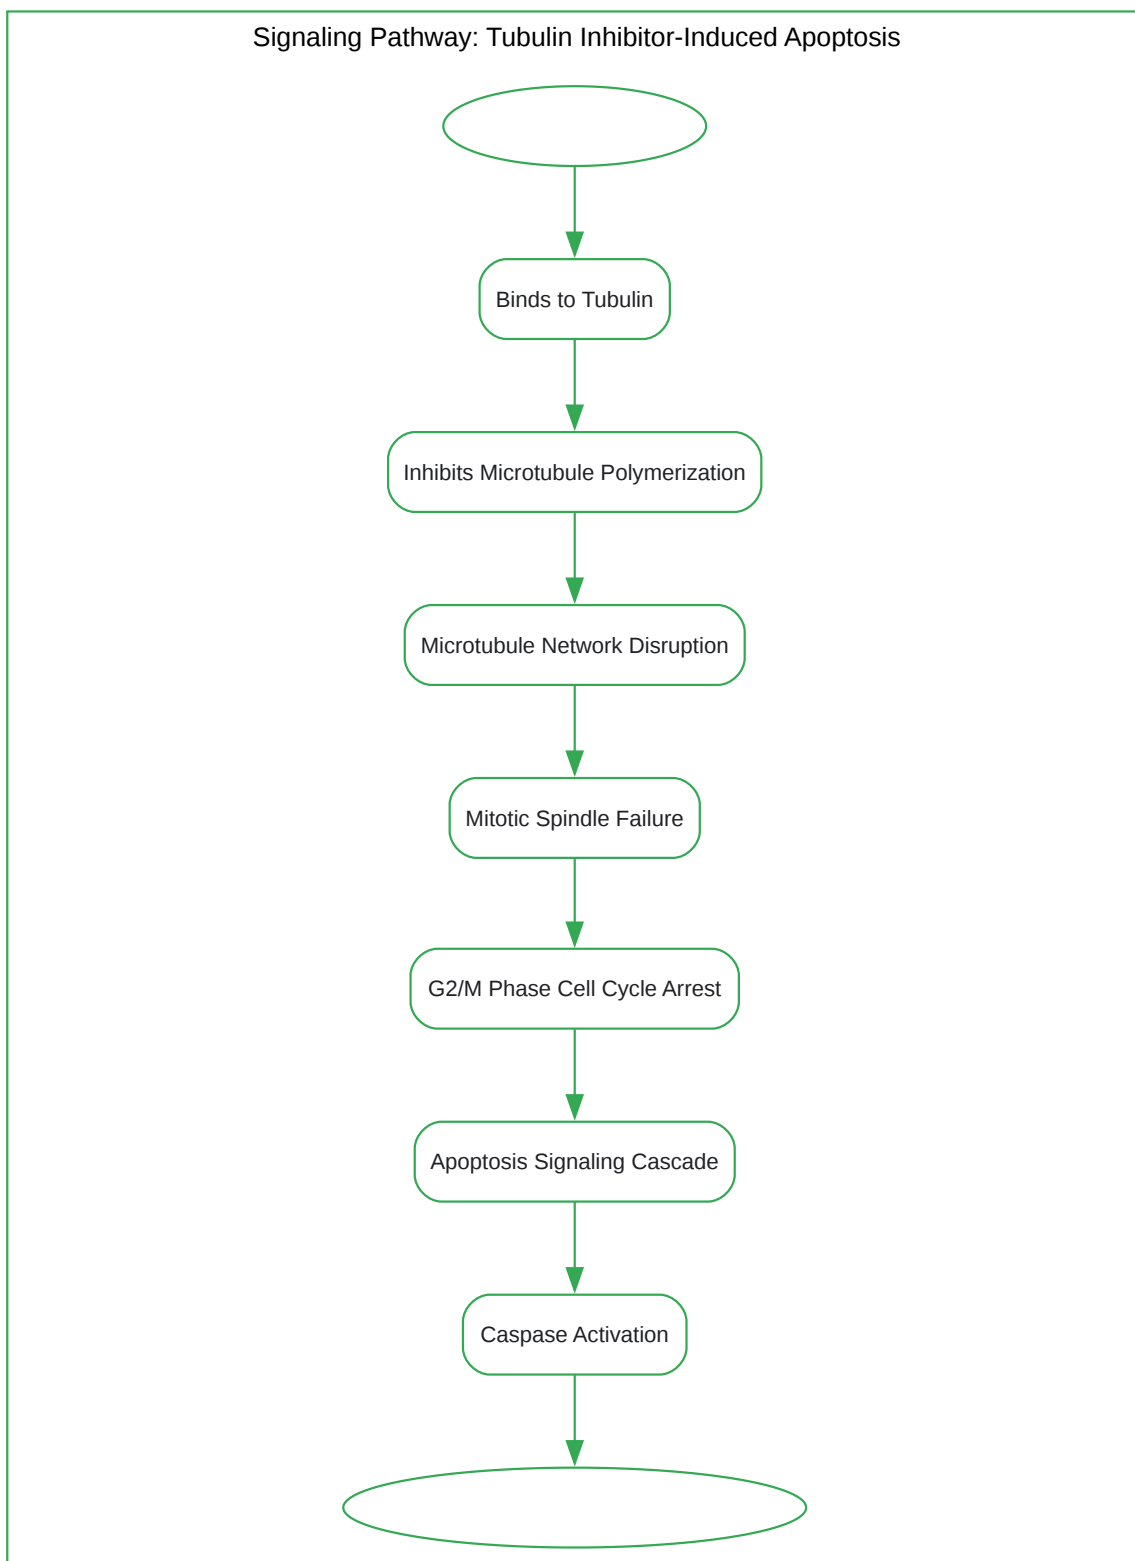 Signaling Pathway: Tubulin Inhibitor-Induced Apoptosis
Binds to Tubulin
Inhibits Microtubule Polymerization
Microtubule Network Disruption
Mitotic Spindle Failure
G2/M Phase Cell Cycle Arrest
Apoptosis Signaling Cascade
Caspase Activation